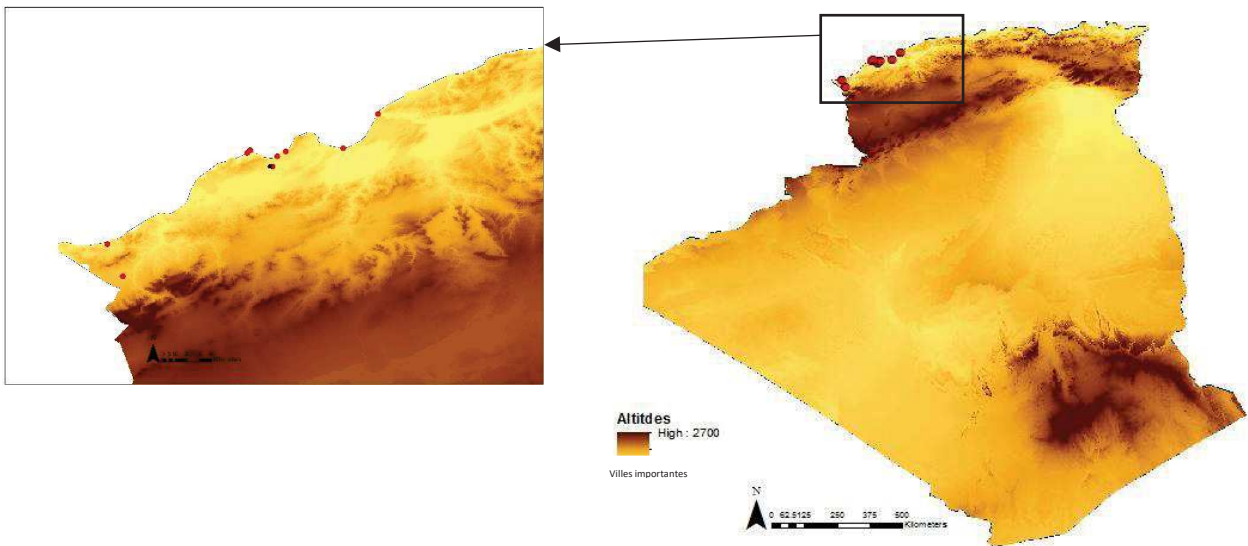 Altitdes
High : 2700
Villes importantes
N
0 62.5125 250 375 500
Kilometers